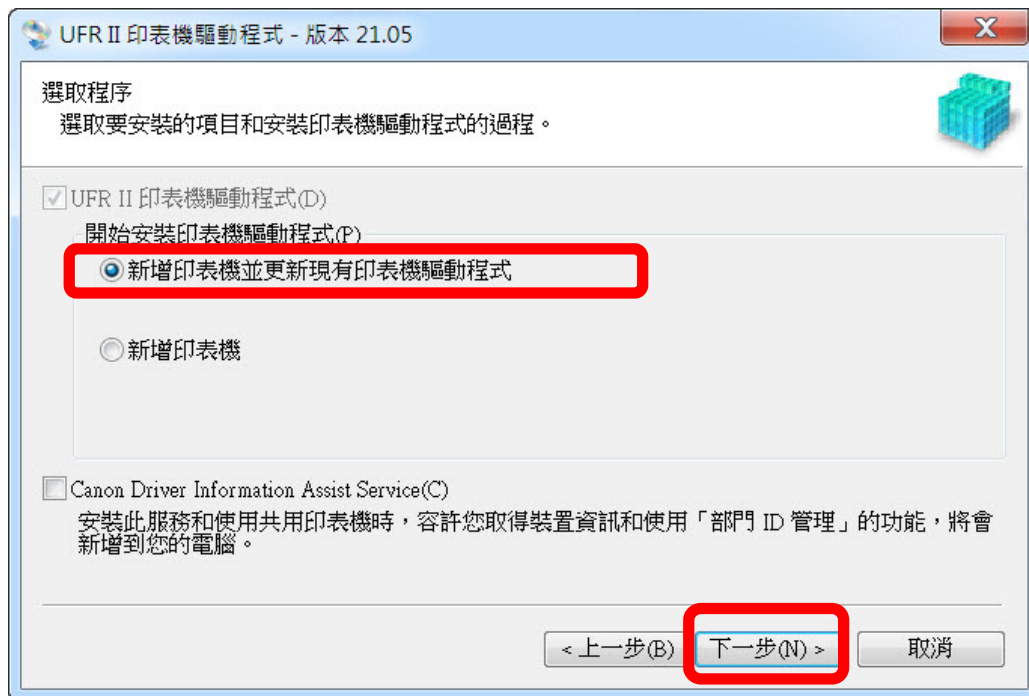 UFR II 印表機驅動程式 - 版本 21.05
選取程序
選取要安裝的項目和安裝印表機驅動程式的過程。
UFR II 印表機驅動程式(D)
開始安裝印表機驅動程式(P)
新增印表機並更新現有印表機驅動程式
新增印表機
Canon Driver Information Assist Service(C)
安裝此服務和使用共用印表機時，容許您取得裝置資訊和使用「部門 ID 管理」的功能，將會
新增到您的電腦。
< 上一步(B) 下一步(N) > 取消